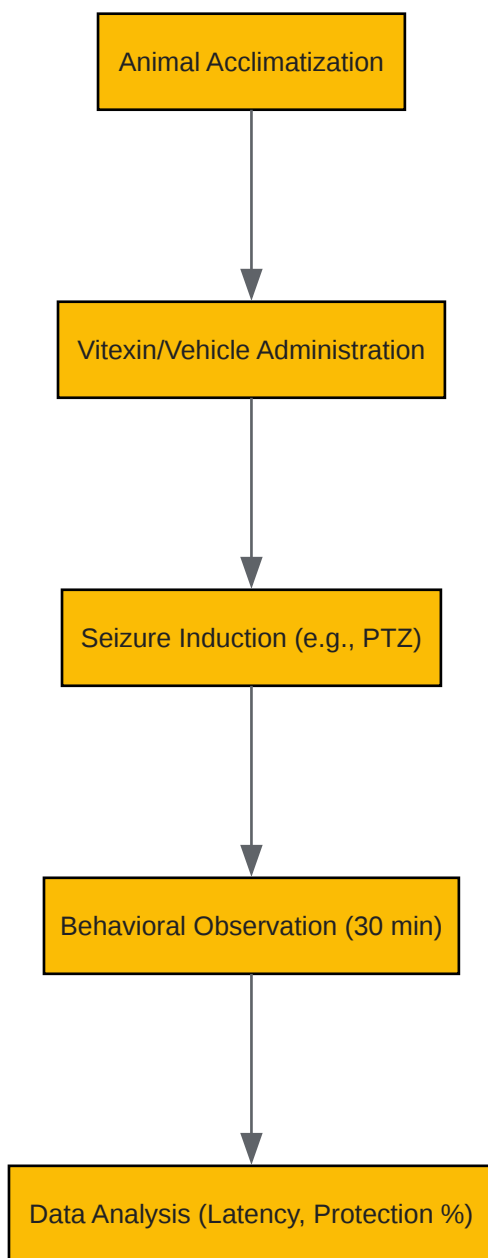 Animal Acclimatization
Vitexin/Vehicle Administration
Seizure Induction (e.g., PTZ)
Behavioral Observation (30 min)
Data Analysis (Latency, Protection %)